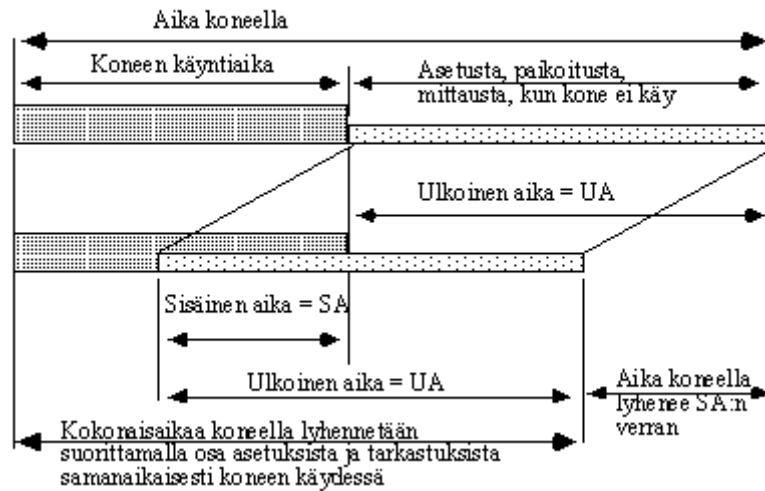 Aika koneella
Koneen käyntiaika
Asetusta, paikoitusta,
mittausta, kun kone ei käy
Ulkoinen aika = UA
Sisäinen aika = SA
Ulkoinen aika = UA
Aika koneella
lyhenee SA:n
verran
Kokonaisaikaa koneella lyhennetään
suorittamalla osa asetuksista ja tarkastuksista
samanaikaisesti koneen käydessä